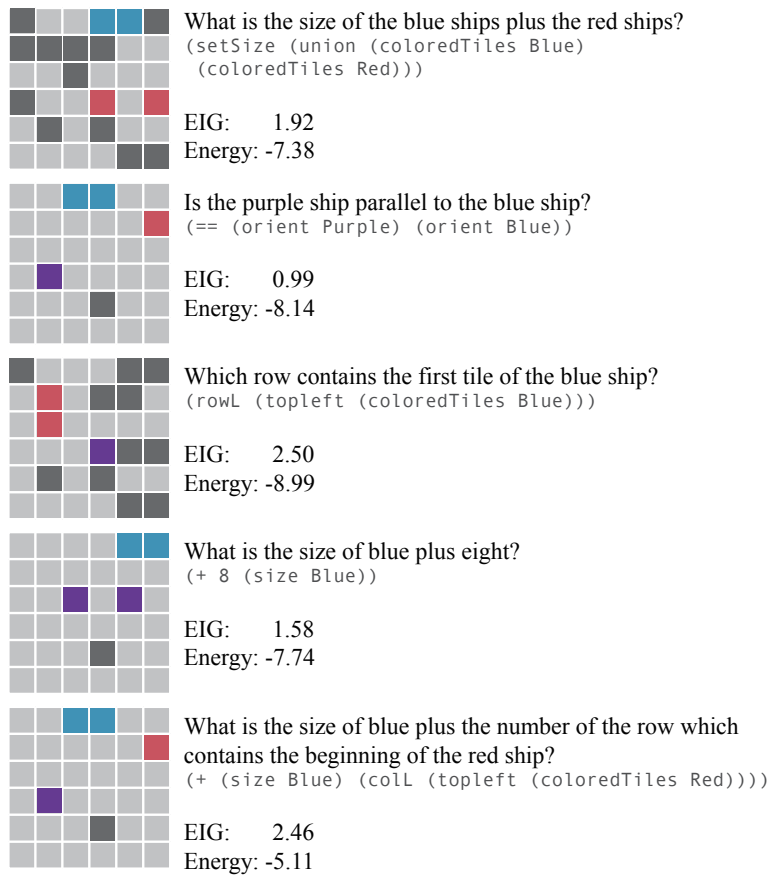 What is the size of the blue ships plus the red ships?
(setSize (union (coloredTiles Blue)
(coloredTiles Red)))
EIG: 1.92
Energy: -7.38
Is the purple ship parallel to the blue ship?
(== (orient Purple) (orient Blue))
EIG: 0.99
Energy: -8.14
Which row contains the first tile of the blue ship?
(rowL (topleft (coloredTiles Blue)))
EIG: 2.50
Energy: -8.99
What is the size of blue plus eight?
(+ 8 (size Blue))
EIG: 1.58
Energy: -7.74
What is the size of blue plus the number of the row which
contains the beginning of the red ship?
(+ (size Blue) (colL (topleft (coloredTiles Red))))
EIG: 2.46
Energy: -5.11